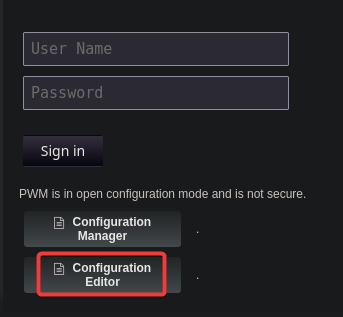 User Name
Password
Sign in
PWM is in open configuration mode and is not secure.
Configuration
Manager
.
Configuration
Editor
.